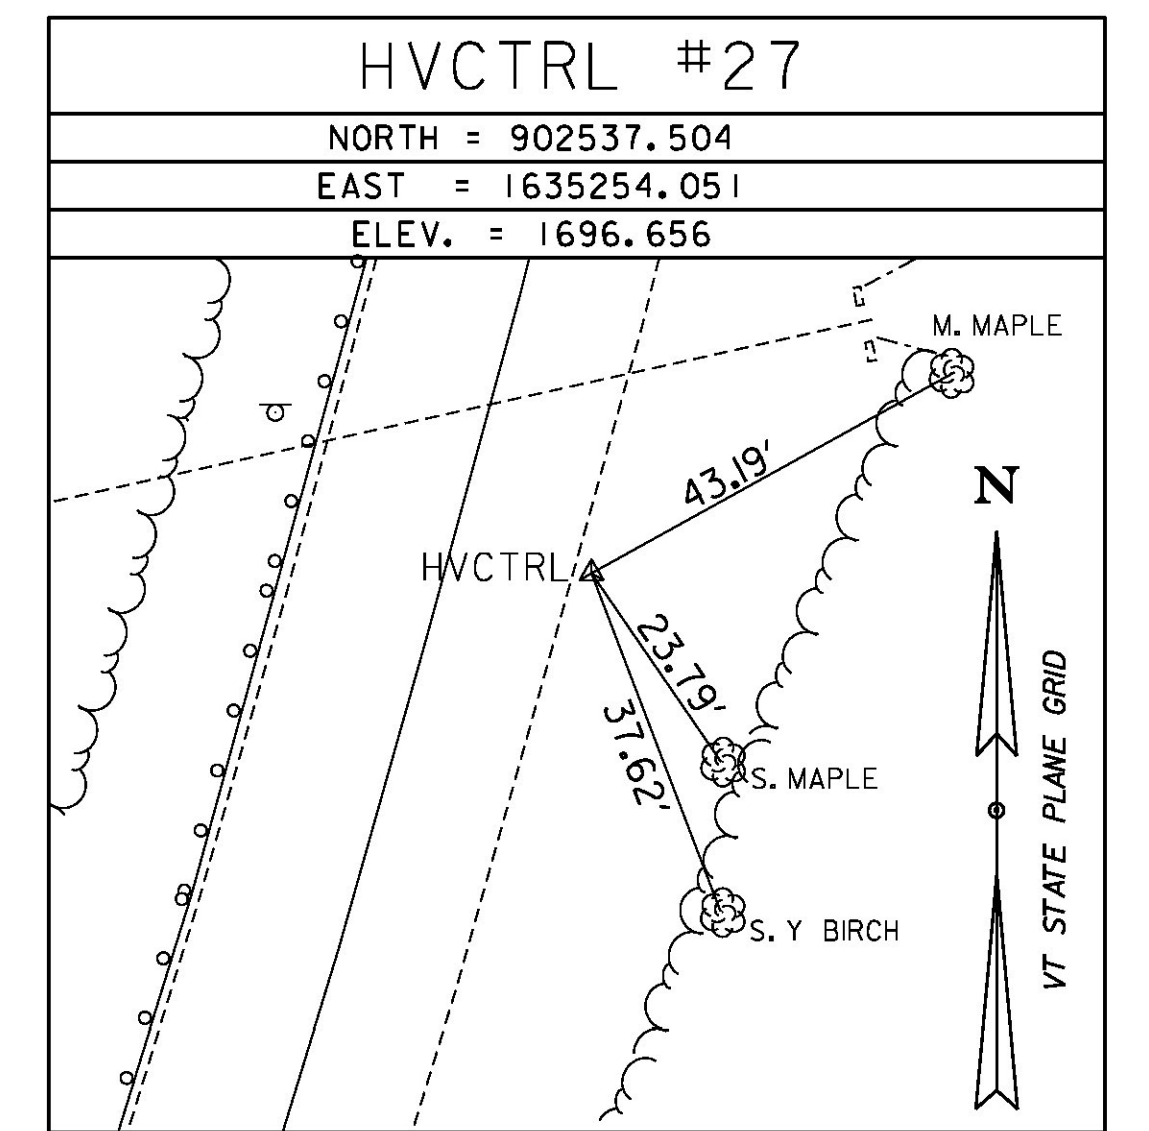 HVCTRL #27
NORTH = 902537.504
EAST = 1635254.051
ELEV. = 1696.656
M. MAPLE
43.19'
N
HVCTRL
23.79'
37.62'
S. MAPLE
S. Y BIRCH
VT STATE PLANE GRID